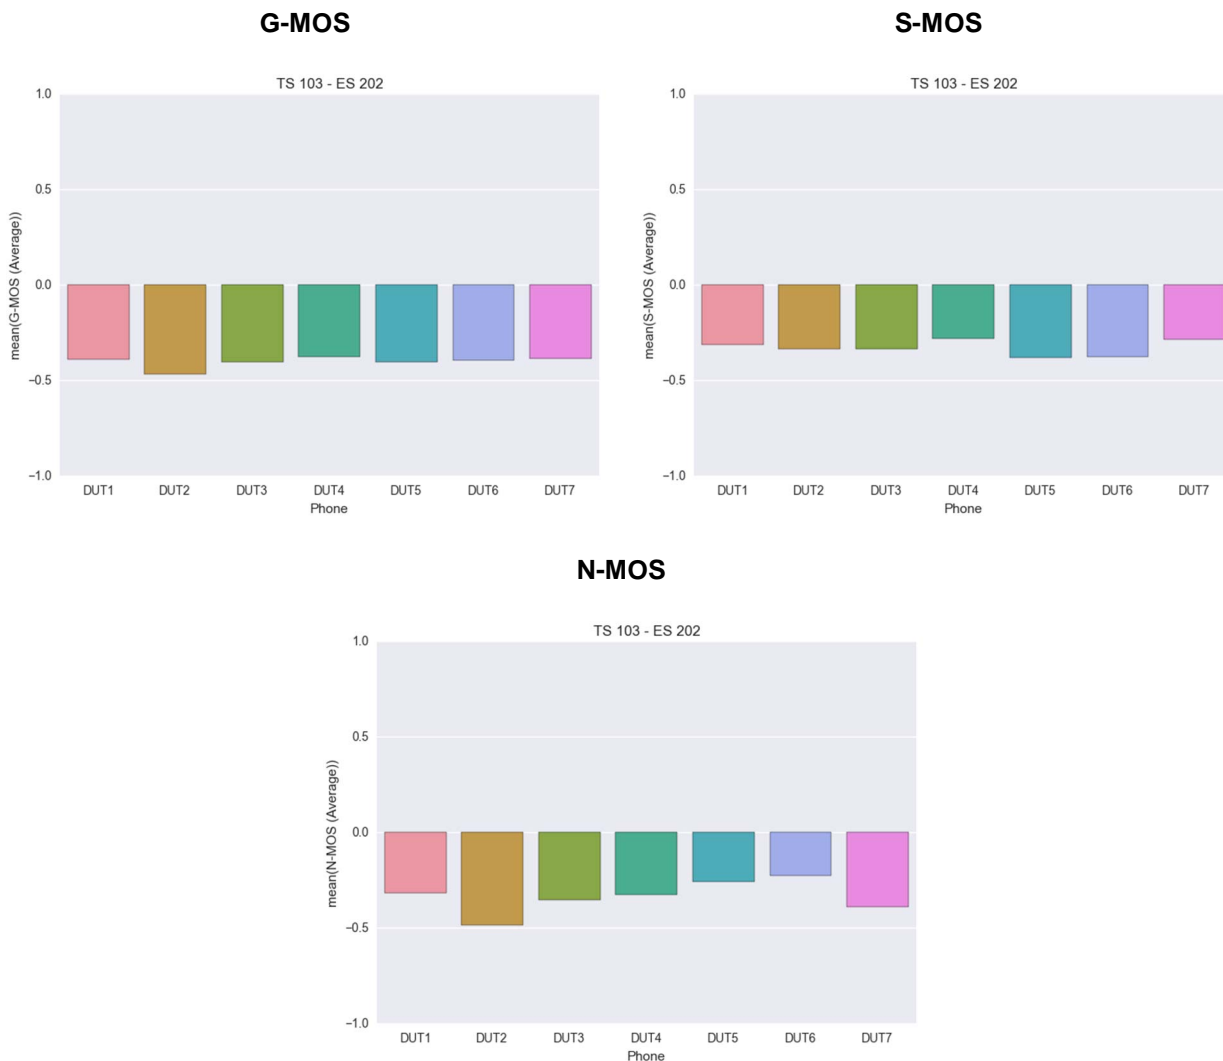 G-MOS
TS 103 - ES 202
mean(G-MOS (Average))
1.0
0.5
0.0
−0.5
−1.0
DUT1 DUT2 DUT3 DUT4 DUT5 DUT6 DUT7
Phone
S-MOS
TS 103 - ES 202
mean(S-MOS (Average))
1.0
0.5
0.0
−0.5
−1.0
DUT1 DUT2 DUT3 DUT4 DUT5 DUT6 DUT7
Phone
N-MOS
TS 103 - ES 202
mean(N-MOS (Average))
1.0
0.5
0.0
−0.5
−1.0
DUT1 DUT2 DUT3 DUT4 DUT5 DUT6 DUT7
Phone